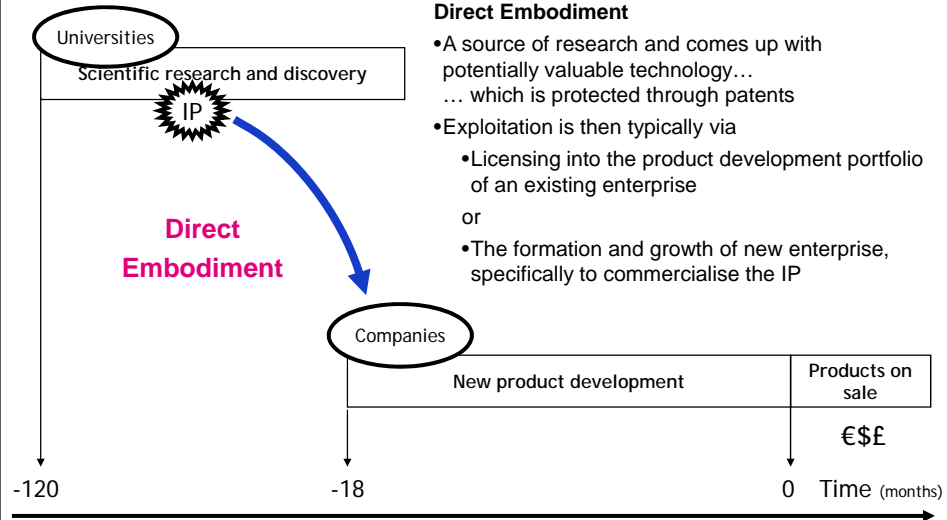 Direct Embodiment
•A source of research and comes up with
potentially valuable technology…
… which is protected through patents
•Exploitation is then typically via
•Licensing into the product development portfolio
of an existing enterprise
or
•The formation and growth of new enterprise,
specifically to commercialise the IP
Universities
Scientific research and discovery
IP
Direct
Embodiment
Companies
New product development
Products on
sale
€$£
-120
-18
0
Time (months)